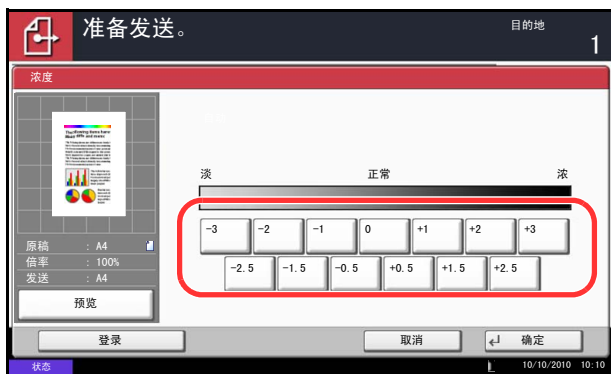 准备发送。
目的地
1
浓度
淡 正常 浓
-3 -2 -1 0 +1 +2 +3
-2.5 -1.5 -0.5 +0.5 +1.5 +2.5
原稿 : A4
倍率 : 100%
发送 : A4
预览
登录 取消 确定
状态 10/10/2010 10:10